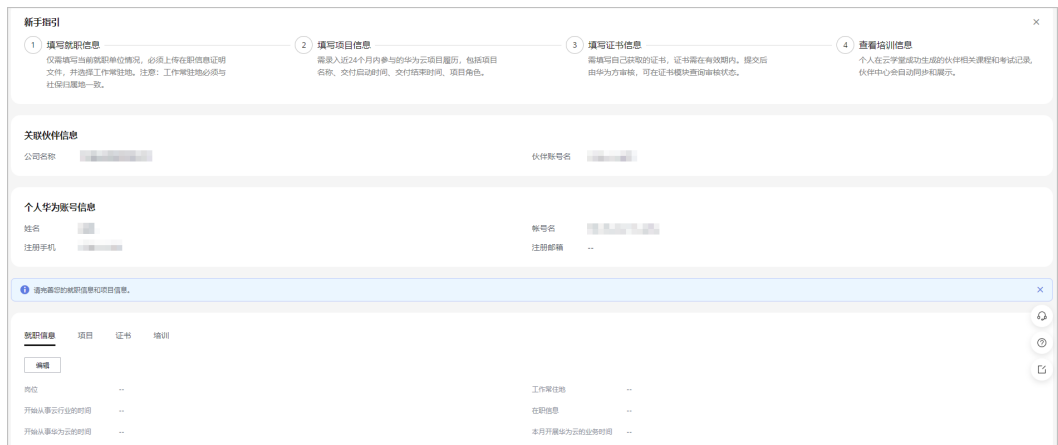 新手指引
1 填写就职信息
仅需填写当前就职单位情况，必须上传在职信息证明
文件，并选择工作常驻地。注意：工作常驻地必须与
社保归属地一致。
2 填写项目信息
需录入近24个月内参与的华为云项目履历，包括项目
名称、交付启动时间、交付结束时间、项目角色。
3 填写证书信息
需填写自己获取的证书，证书需在有效期内。提交后
由华为方审核，可在证书模块查询审核状态。
4 查看培训信息
个人在云学堂成功生成的伙伴相关课程和考试记录，
伙伴中心会自动同步和展示。
关联伙伴信息
公司名称
伙伴账号名
个人华为账号信息
姓名
帐号名
注册手机
注册邮箱 --
请完善您的就职信息和项目信息。
就职信息 项目 证书 培训
编辑
岗位 --
工作常住地 --
开始从事云行业的时间 --
在职信息 --
开始从事华为云的时间 --
本月开展华为云的业务时间 --